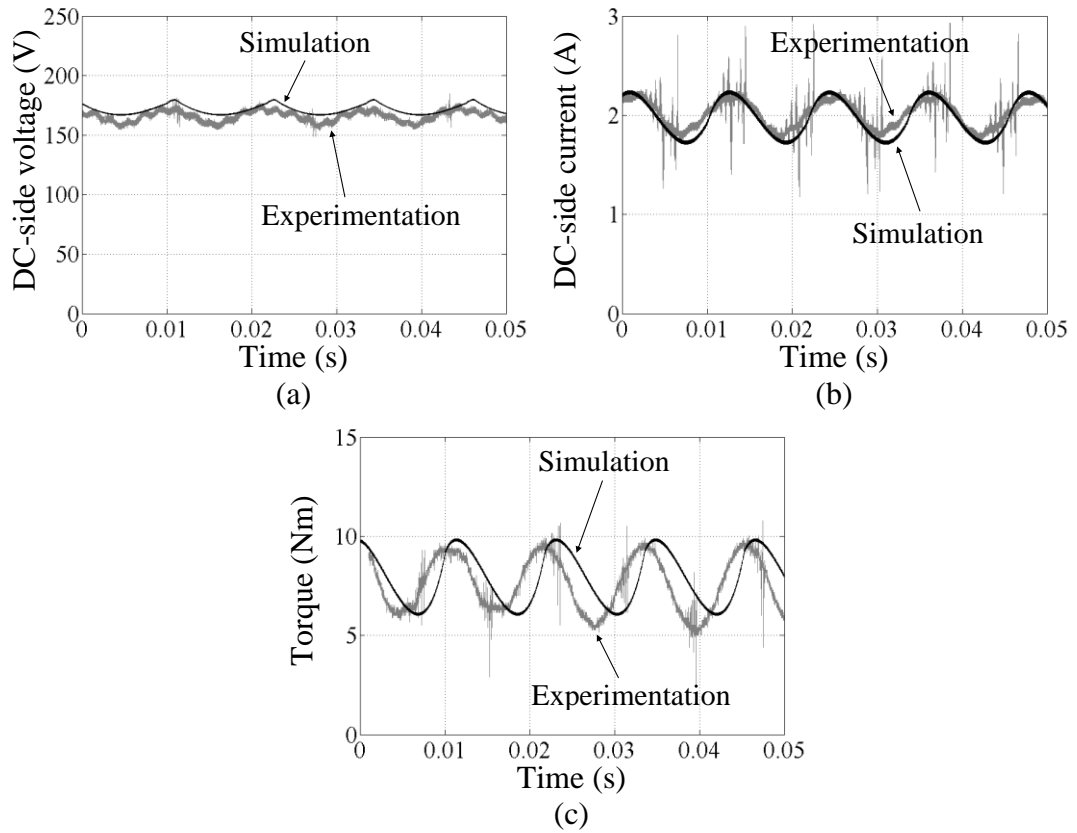 250
200
150
100
50
0
DC-side voltage (V)
Simulation
Experimentation
0 0.01 0.02 0.03 0.04 0.05
Time (s)
(a)
3
2
1
0
DC-side current (A)
Experimentation
Simulation
0 0.01 0.02 0.03 0.04 0.05
Time (s)
(b)
15
10
5
0
Torque (Nm)
Simulation
Experimentation
0 0.01 0.02 0.03 0.04 0.05
Time (s)
(c)